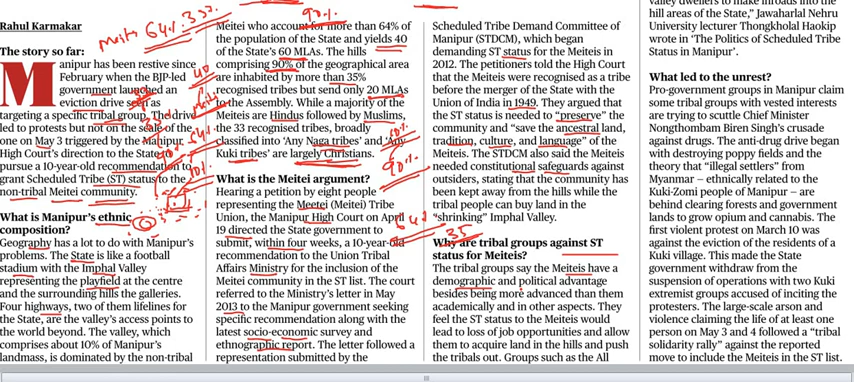 Rahul Karmakar
The story so far:
Manipur has been restive since
February when the BJP-led
government launched an
eviction drive seen as
targeting a specific tribal group. The drive
led to protests but not on the scale of the
one on May 3 triggered by the Manipur
High Court's direction to the State
pursue a 10-year-old recommendation to
grant Scheduled Tribe (ST) status to the
non-tribal Meitei community.
What is Manipur's ethnic
composition?
Geography has a lot to do with Manipur's
problems. The State is like a football
stadium with the Imphal Valley
representing the playfield at the centre
and the surrounding hills the galleries.
Four highways, two of them lifelines for
the State, are the valley's access points to
the world beyond. The valley, which
comprises about 10% of Manipur's
landmass, is dominated by the non-tribal
Meitei who account for more than 64% of
the population of the State and yields 40
of the State's 60 MLAs. The hills
comprising 90% of the geographical area
are inhabited by more than 35%
recognised tribes but send only 20 MLAs
to the Assembly. While a majority of the
Meiteis are Hindus followed by Muslims,
the 33 recognised tribes, broadly
classified into 'Any Naga tribes' and 'Any
Kuki tribes' are largely Christians.
What is the Meitei argument?
Hearing a petition by eight people
representing the Meetei (Meitei) Tribe
Union, the Manipur High Court on April
19 directed the State government to
submit, within four weeks, a 10-year-old
recommendation to the Union Tribal
Affairs Ministry for the inclusion of the
Meitei community in the ST list. The
court referred to the Ministry's letter in May
2013 to the Manipur government seeking
specific recommendation along with the
latest socio-economic survey and
ethnographic report. The letter followed a
representation submitted by the
Scheduled Tribe Demand Committee of
Manipur (STDCM), which began
demanding ST status for the Meiteis in
2012. The petitioners told the High Court
that the Meiteis were recognised as a tribe
before the merger of the State with the
Union of India in 1949. They argued that
the ST status is needed to "preserve" the
community and "save the ancestral land,
tradition, culture, and language" of the
Meiteis. The STDCM also said the Meiteis
needed constitutional safeguards against
outsiders, stating that the community has
been kept away from the hills while the
tribal people can buy land in the
"shrinking" Imphal Valley.
Why are tribal groups against ST
status for Meiteis?
The tribal groups say the Meiteis have a
demographic and political advantage
besides being more advanced than them
academically and in other aspects. They
feel the ST status to the Meiteis would
lead to loss of job opportunities and allow
them to acquire land in the hills and push
the tribals out. Groups such as the All
valley dwellers to make inroads into the
hill areas of the State," Jawaharlal Nehru
University lecturer Thongkholal Haokip
wrote in 'The Politics of Scheduled Tribe
Status in Manipur'.
What led to the unrest?
Pro-government groups in Manipur claim
some tribal groups with vested interests
are trying to scuttle Chief Minister
Nongthombam Biren Singh's crusade
against drugs. The anti-drug drive began
with destroying poppy fields and the
theory that "illegal settlers" from
Myanmar – ethnically related to the
Kuki-Zomi people of Manipur – are
behind clearing forests and government
lands to grow opium and cannabis. The
first violent protest on March 10 was
against the eviction of the residents of a
Kuki village. This made the State
government withdraw from the
suspension of operations with two Kuki
extremist groups accused of inciting the
protesters. The large-scale arson and
violence claiming the life of at least one
person on May 3 and 4 followed a "tribal
solidarity rally" against the reported
move to include the Meiteis in the ST list.
meiteis 64% 33%
90%
40
64%
90%
64%
35